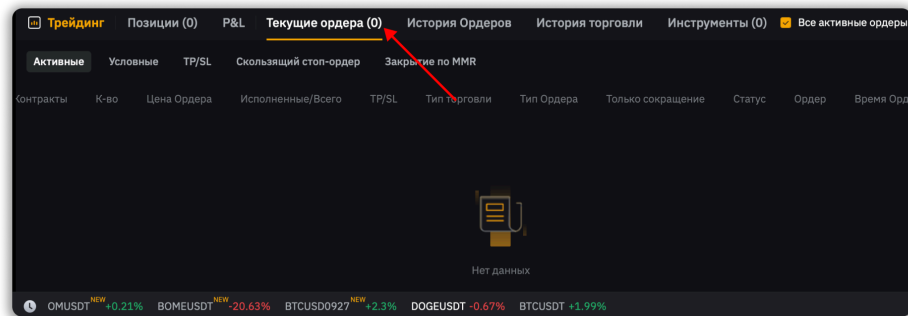 Трейдинг Позиции (0) P&L Текущие ордера (0) История Ордеров История торговли Инструменты (0) Все активные ордеры
Активные Условные TP/SL Скользящий стоп-ордер Закрытие по MMR
Контракты К-во Цена Ордера Исполненные/Всего TP/SL Тип торговли Тип Ордера Только сокращение Статус Ордер Время Орд
Нет данных
OMUSDT NEW +0.21% BOMEUSDT NEW -20.63% BTCUSD0927 NEW +2.3% DOGEUSDT -0.67% BTCUSDT +1.99%